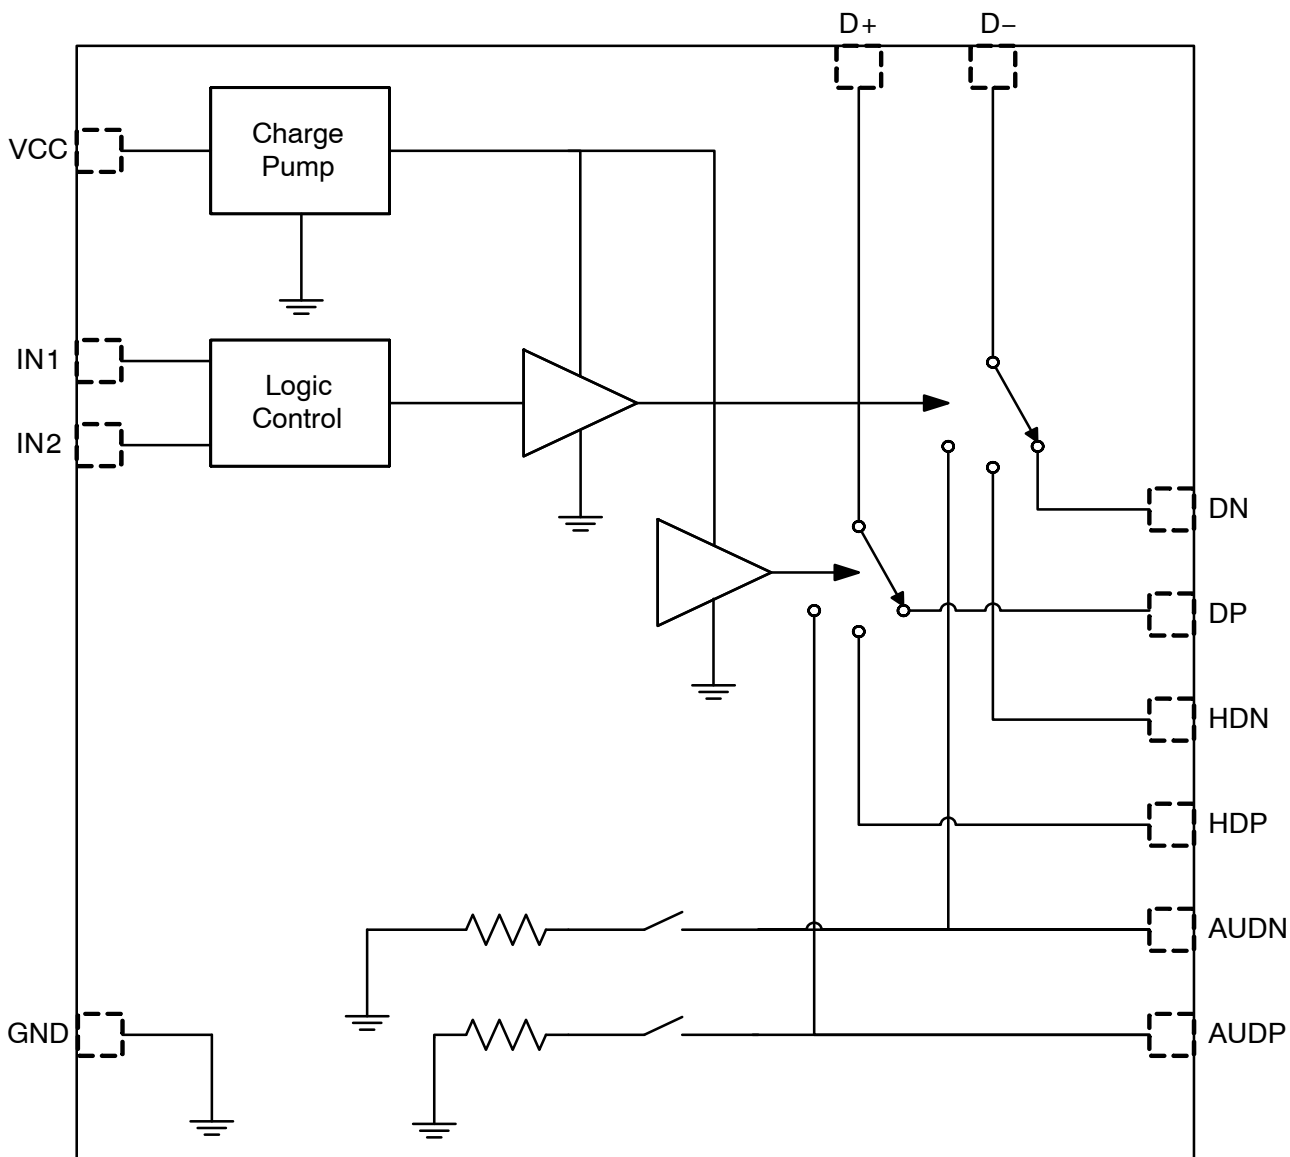 D+
D−
VCC
Charge
Pump
IN1
IN2
Logic
Control
DN
DP
HDN
HDP
AUDN
GND
AUDP